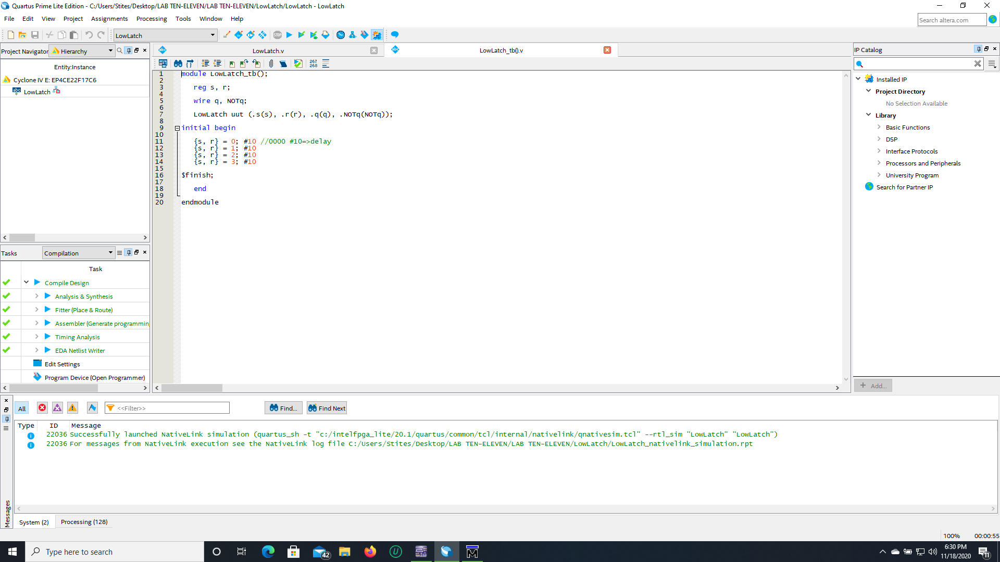 Quartus Prime Lite Edition - C:/Users/Stites/Desktop/LAB TEN-ELEVEN/LAB TEN-ELEVEN/LowLatch/LowLatch - LowLatch
File Edit View Project Assignments Processing Tools Window Help
Search altera.com
STOP LowLatch
Project Navigator Hierarchy
Entity:Instance
Cyclone IV E: EP4CE22F17C6
abc LowLatch
Tasks Compilation
Task
Compile Design
Analysis & Synthesis
Fitter (Place & Route)
Assembler (Generate programmin
Timing Analysis
EDA Netlist Writer
Edit Settings
Program Device (Open Programmer)
abc LowLatch.v
abc LowLatch_tb().v
267
268
1 module LowLatch_tb();
2
3 reg s, r;
4
5 wire q, NOTq;
6
7 LowLatch uut (.s(s), .r(r), .q(q), .NOTq(NOTq));
8
9 initial begin
10
11 {s, r} = 0; #10 //0000 #10=>delay
12 {s, r} = 1; #10
13 {s, r} = 2; #10
14 {s, r} = 3; #10
15
16 $finish;
17
18 end
19
20 endmodule
IP Catalog
Installed IP
Project Directory
No Selection Available
Library
Basic Functions
DSP
Interface Protocols
Processors and Peripherals
University Program
Search for Partner IP
+ Add...
All <<Filter>> Find... Find Next
Type ID Message
22036 Successfully launched NativeLink simulation (quartus_sh -t "c:/intelfpga_lite/20.1/quartus/common/tcl/internal/nativelink/qnativesim.tcl" --rtl_sim "LowLatch" "LowLatch")
22036 For messages from NativeLink execution see the NativeLink log file C:/Users/Stites/Desktop/LAB TEN-ELEVEN/LAB TEN-ELEVEN/LowLatch/LowLatch_nativelink_simulation.rpt
Messages
System (2) Processing (128)
100% 00:00:55
Type here to search
42
U
M
6:30 PM
11/18/2020
11